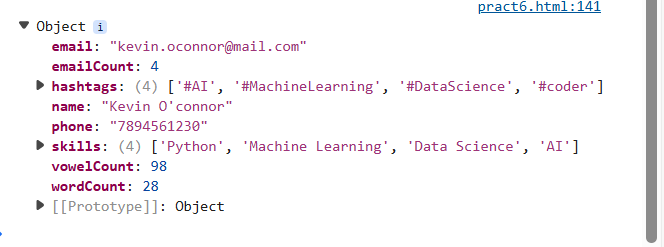 pract6.html:141
Object i
email: "kevin.oconnor@mail.com"
emailCount: 4
hashtags: (4) ['#AI', '#MachineLearning', '#DataScience', '#coder']
name: "Kevin O'connor"
phone: "7894561230"
skills: (4) ['Python', 'Machine Learning', 'Data Science', 'AI']
vowelCount: 98
wordCount: 28
[[Prototype]]: Object